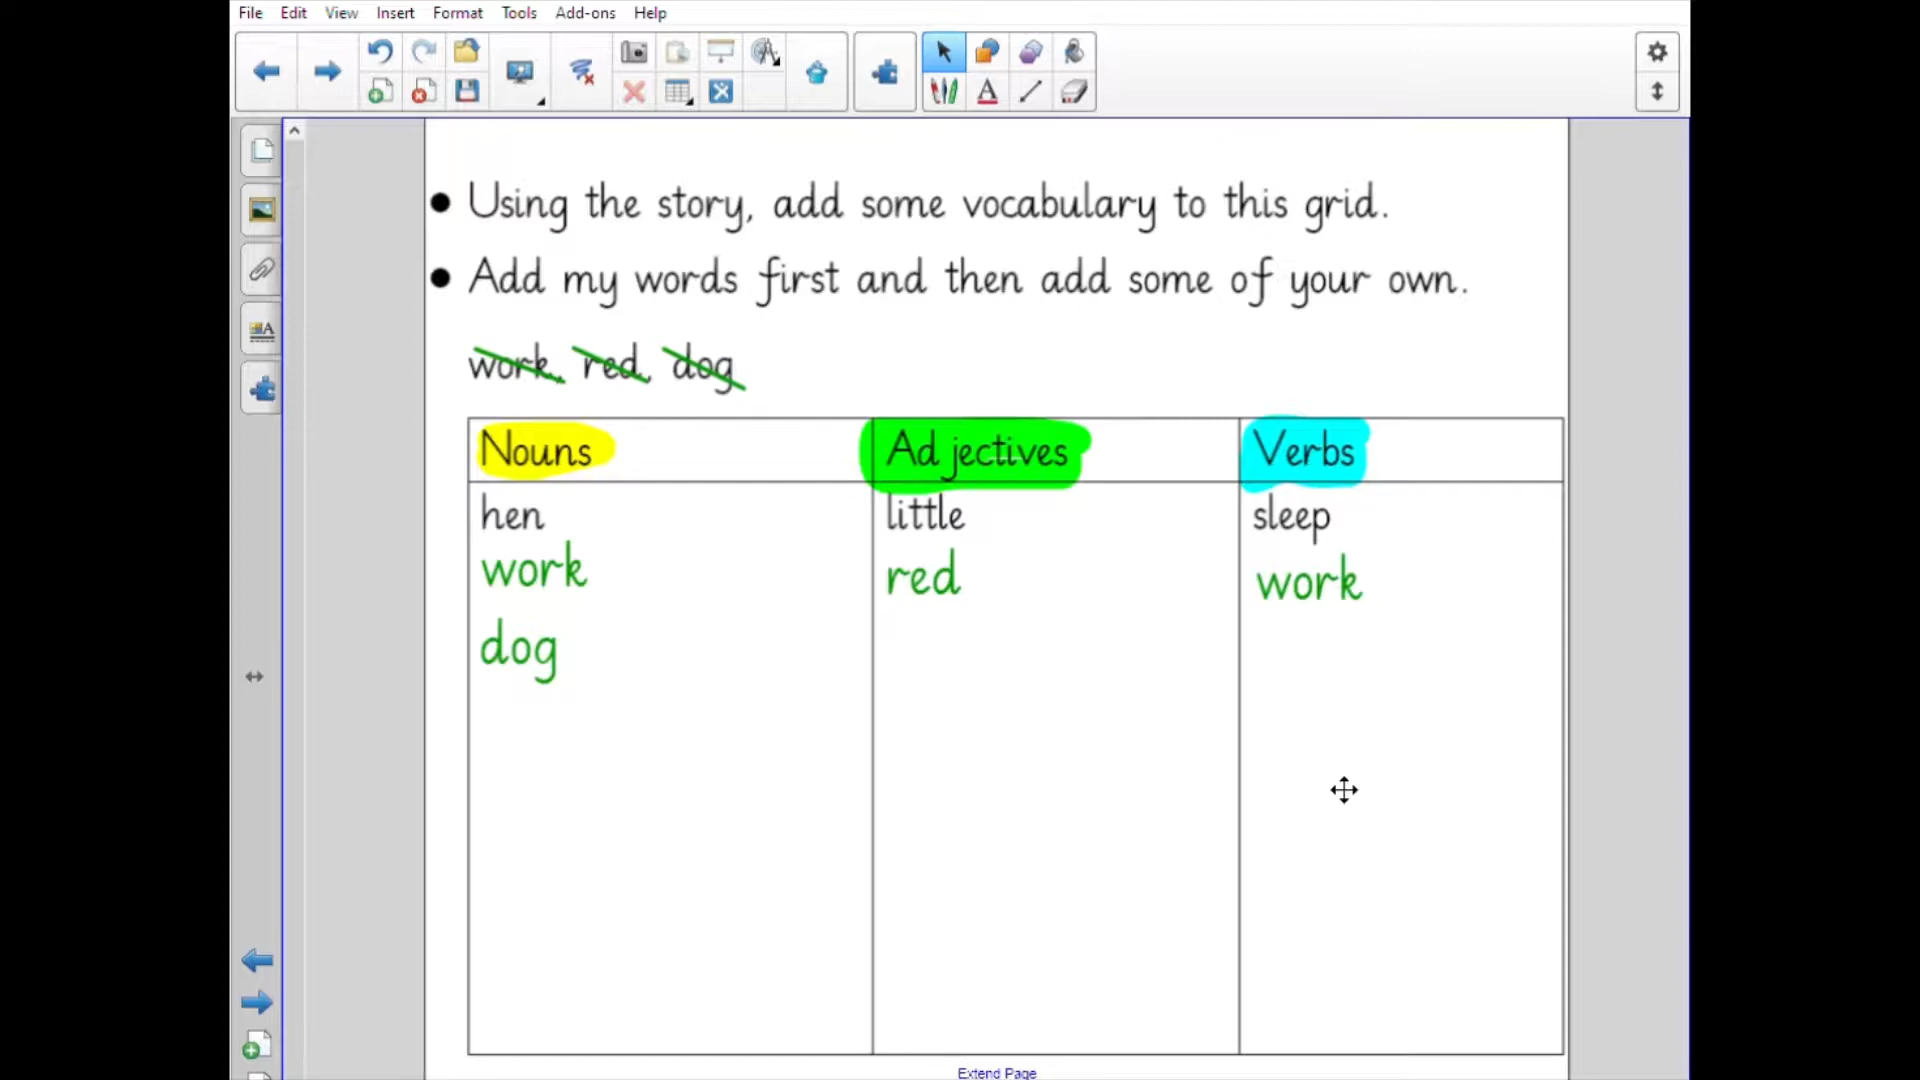 File Edit View Insert Format Tools Add-ons Help
• Using the story, add some vocabulary to this grid.
• Add my words first and then add some of your own.
work, red, dog
Nouns Adjectives Verbs
hen little sleep
work red work
dog
Extend Page